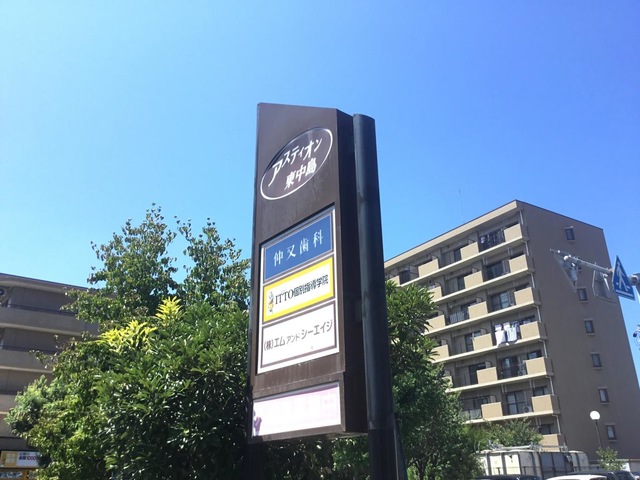 アスティオン
東中島
仲又歯科
ITTO個別指導学院
(株)エム アンド シーエイジ